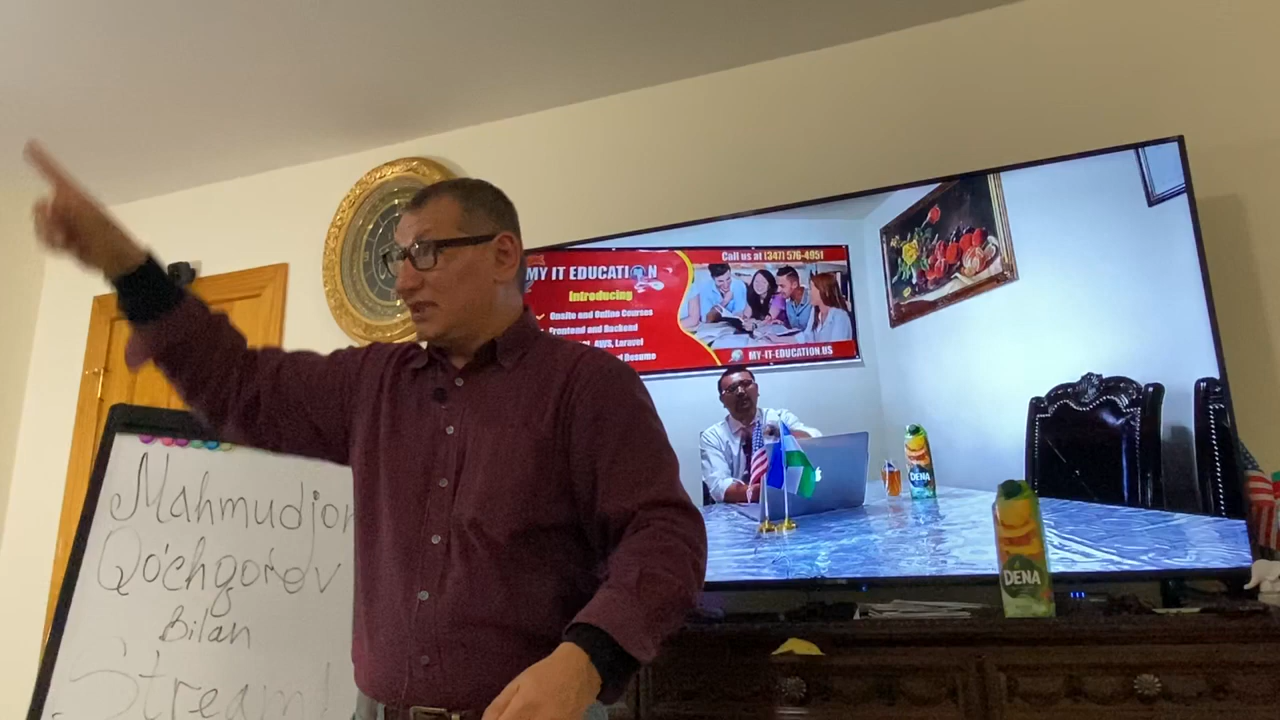 Mahmudjon
Qo'chqorov
Bilan
Stream!
MY IT EDUCATION
Introducing
Onsite and Online Courses
Frontend and Backend
AWS, Laravel
Resume
Call us at (347) 576-4951
MY-IT-EDUCATION.US
DENA
DENA